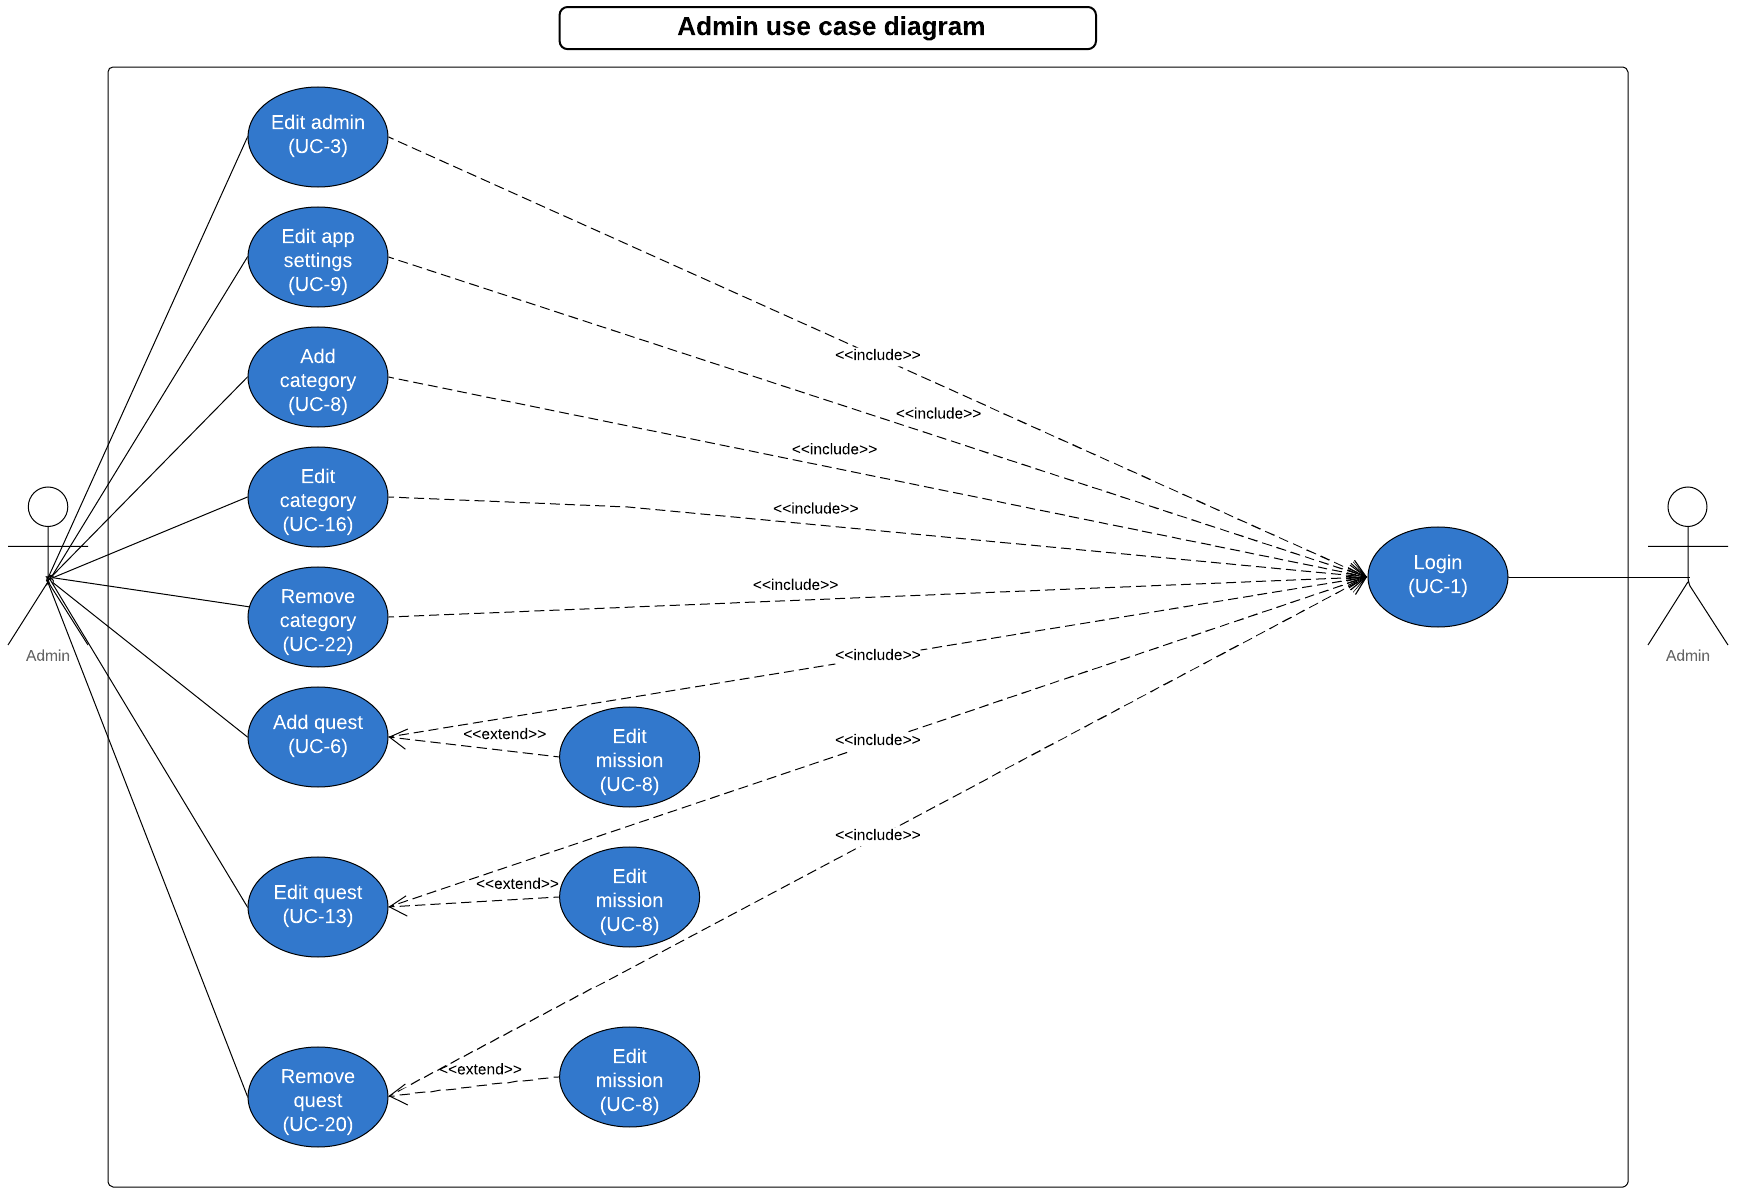 Admin use case diagram
Edit admin
(UC-3)
Edit app
settings
(UC-9)
Add
category
(UC-8)
<<include>>
<<include>>
<<include>>
Edit
category
(UC-16)
<<include>>
Login
(UC-1)
Remove
category
(UC-22)
<<include>>
Admin
Admin
<<include>>
Add quest
(UC-6)
<<extend>>
Edit
mission
(UC-8)
<<include>>
<<include>>
Edit quest
(UC-13)
<<extend>>
Edit
mission
(UC-8)
Remove
quest
(UC-20)
<<extend>>
Edit
mission
(UC-8)